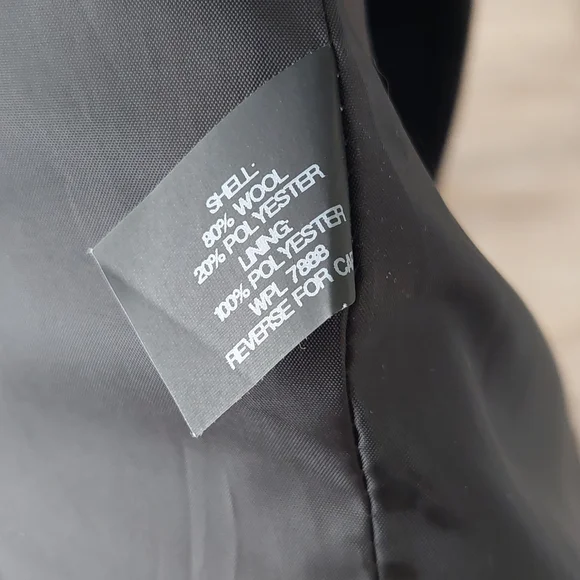 SHELL:
80% WOOL
20% POLYESTER
LINING:
100% POLYESTER
WPL 7888
REVERSE FOR